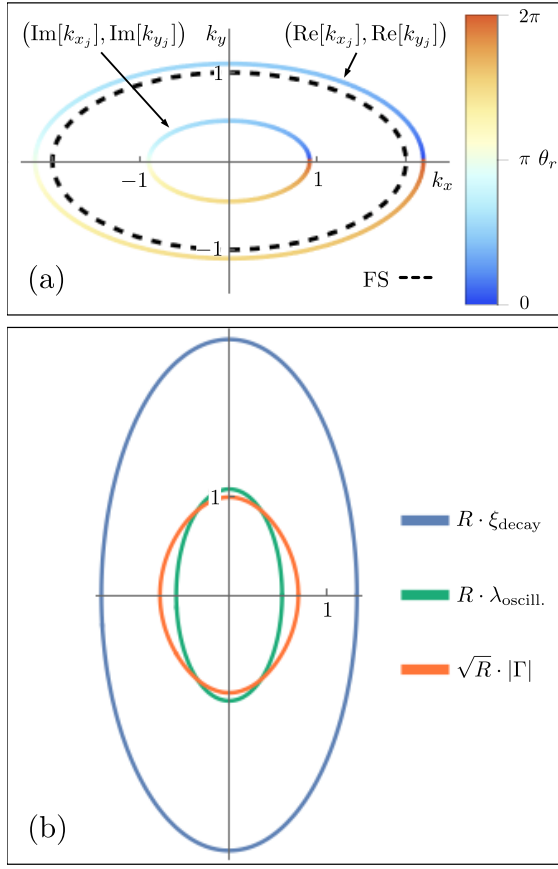 (Im[k_{x_j}], Im[k_{y_j}]) k_y (Re[k_{x_j}], Re[k_{y_j}])
2π
1
π θ_r
−1 1 k_x
−1
(a) FS 0
1
R · ξ_decay
R · λ_oscill.
1
√R · |Γ|
(b)